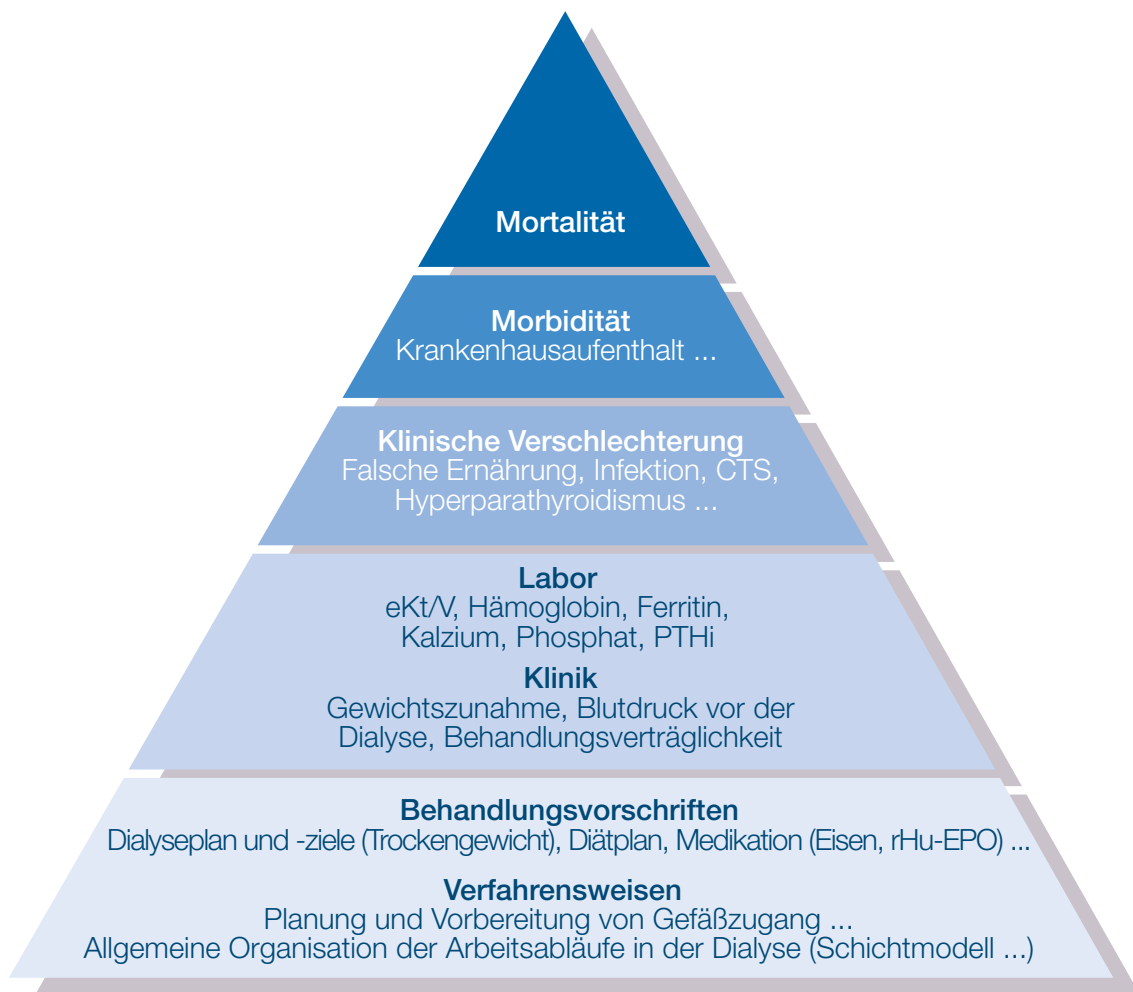 Mortalität
Morbidität
Krankenhausaufenthalt ...
Klinische Verschlechterung
Falsche Ernährung, Infektion, CTS,
Hyperparathyroidismus ...
Labor
eKt/V, Hämoglobin, Ferritin,
Kalzium, Phosphat, PTHi
Klinik
Gewichtszunahme, Blutdruck vor der
Dialyse, Behandlungsverträglichkeit
Behandlungsvorschriften
Dialyseplan und -ziele (Trockengewicht), Diätplan, Medikation (Eisen, rHu-EPO) ...
Verfahrensweisen
Planung und Vorbereitung von Gefäßzugang ...
Allgemeine Organisation der Arbeitsabläufe in der Dialyse (Schichtmodell ...)